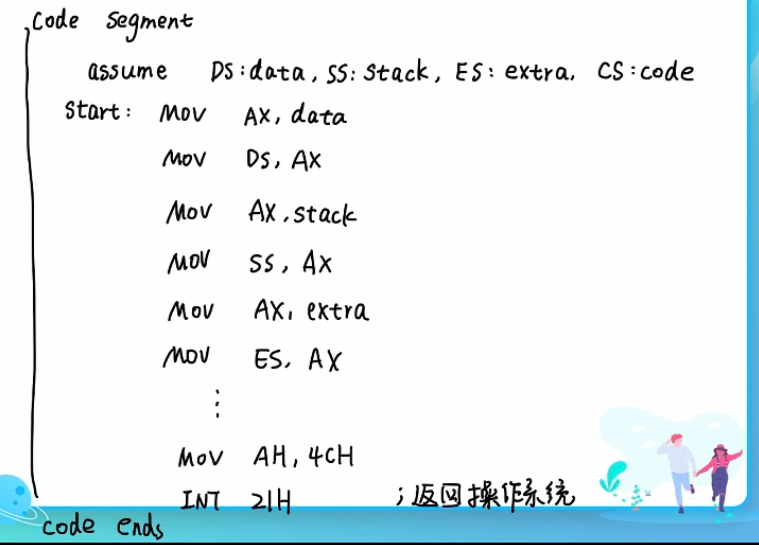 code segment
assume DS:data, SS:stack, ES:extra, CS:code
start: Mov AX, data
Mov DS, AX
Mov AX, stack
Mov SS, AX
Mov AX, extra
Mov ES, AX
⋮
Mov AH, 4CH
INT 21H ;返回操作系统
code ends